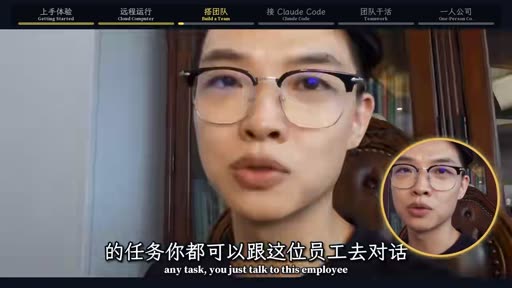 上手体验
Getting Started
远程运行
Cloud Computer
搭团队
Build a Team
接 Claude Code
Claude Code
团队干活
Teamwork
一人公司
One-Person Co.
的任务你都可以跟这位员工去对话
any task, you just talk to this employee